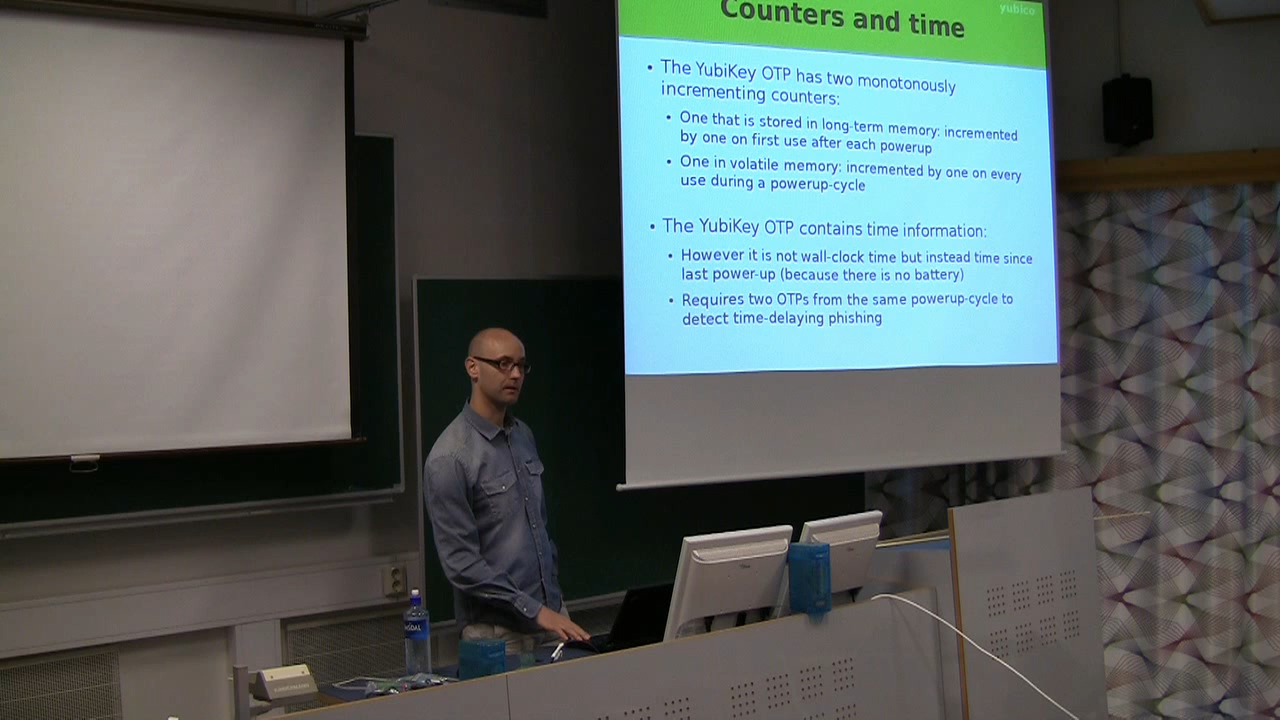 yubico
Counters and time
• The YubiKey OTP has two monotonously
incrementing counters:
• One that is stored in long-term memory: incremented
by one on first use after each powerup
• One in volatile memory: incremented by one on every
use during a powerup-cycle
• The YubiKey OTP contains time information:
• However it is not wall-clock time but instead time since
last power-up (because there is no battery)
• Requires two OTPs from the same powerup-cycle to
detect time-delaying phishing